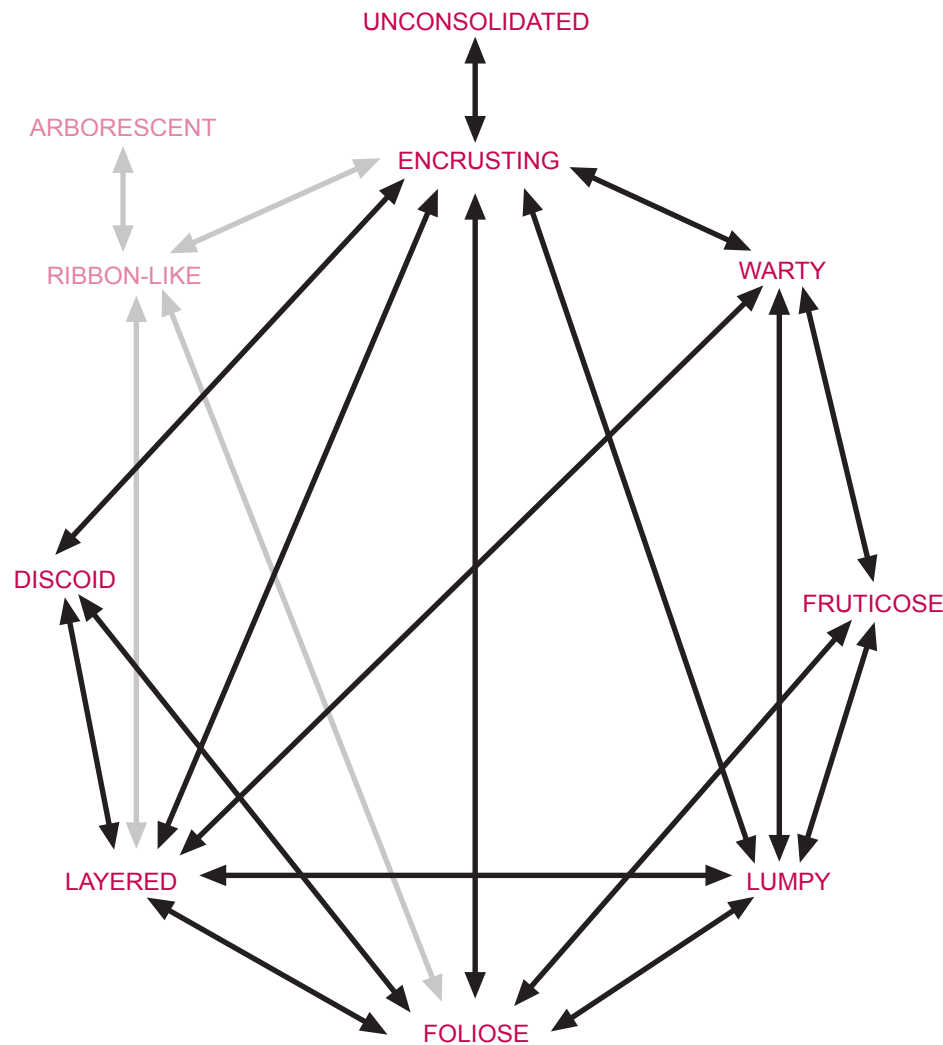 UNCONSOLIDATED
ARBORESCENT
ENCRUSTING
RIBBON-LIKE
WARTY
DISCOID
FRUTICOSE
LAYERED
LUMPY
FOLIOSE